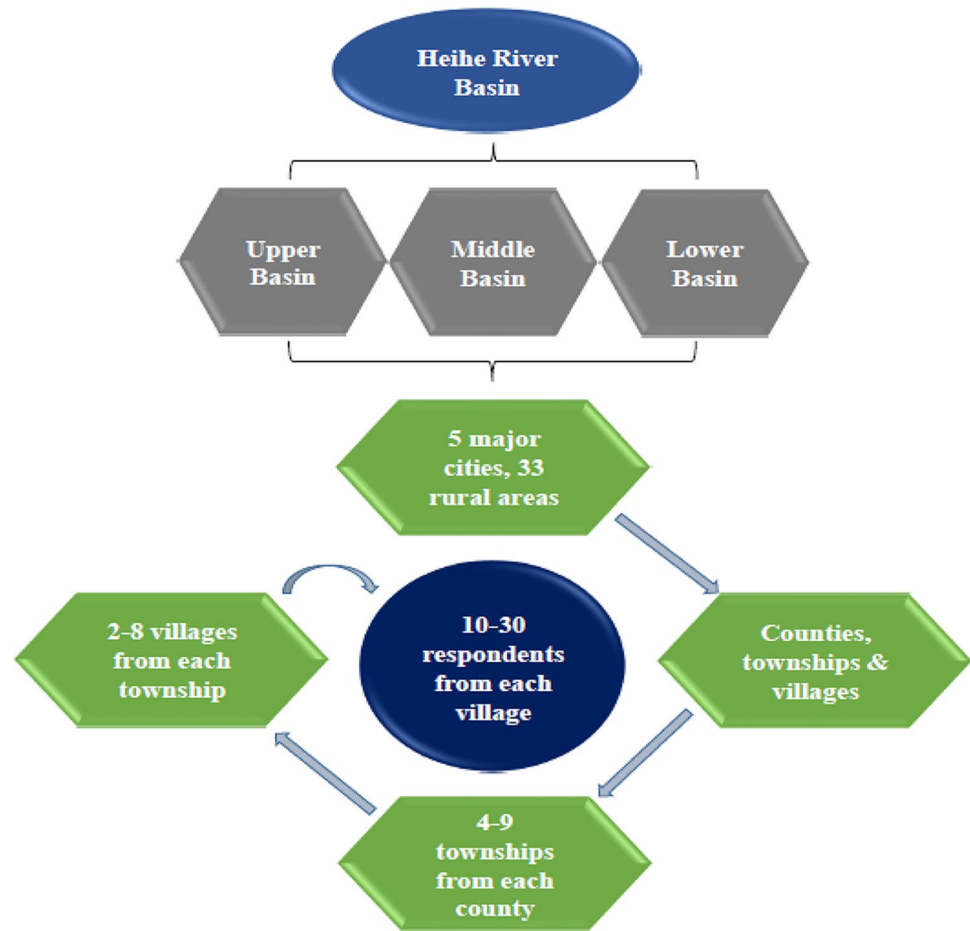 Heihe River
Basin
Upper
Basin
Middle
Basin
Lower
Basin
5 major
cities, 33
rural areas
2-8 villages
from each
township
10-30
respondents
from each
village
Counties,
townships &
villages
4-9
townships
from each
county